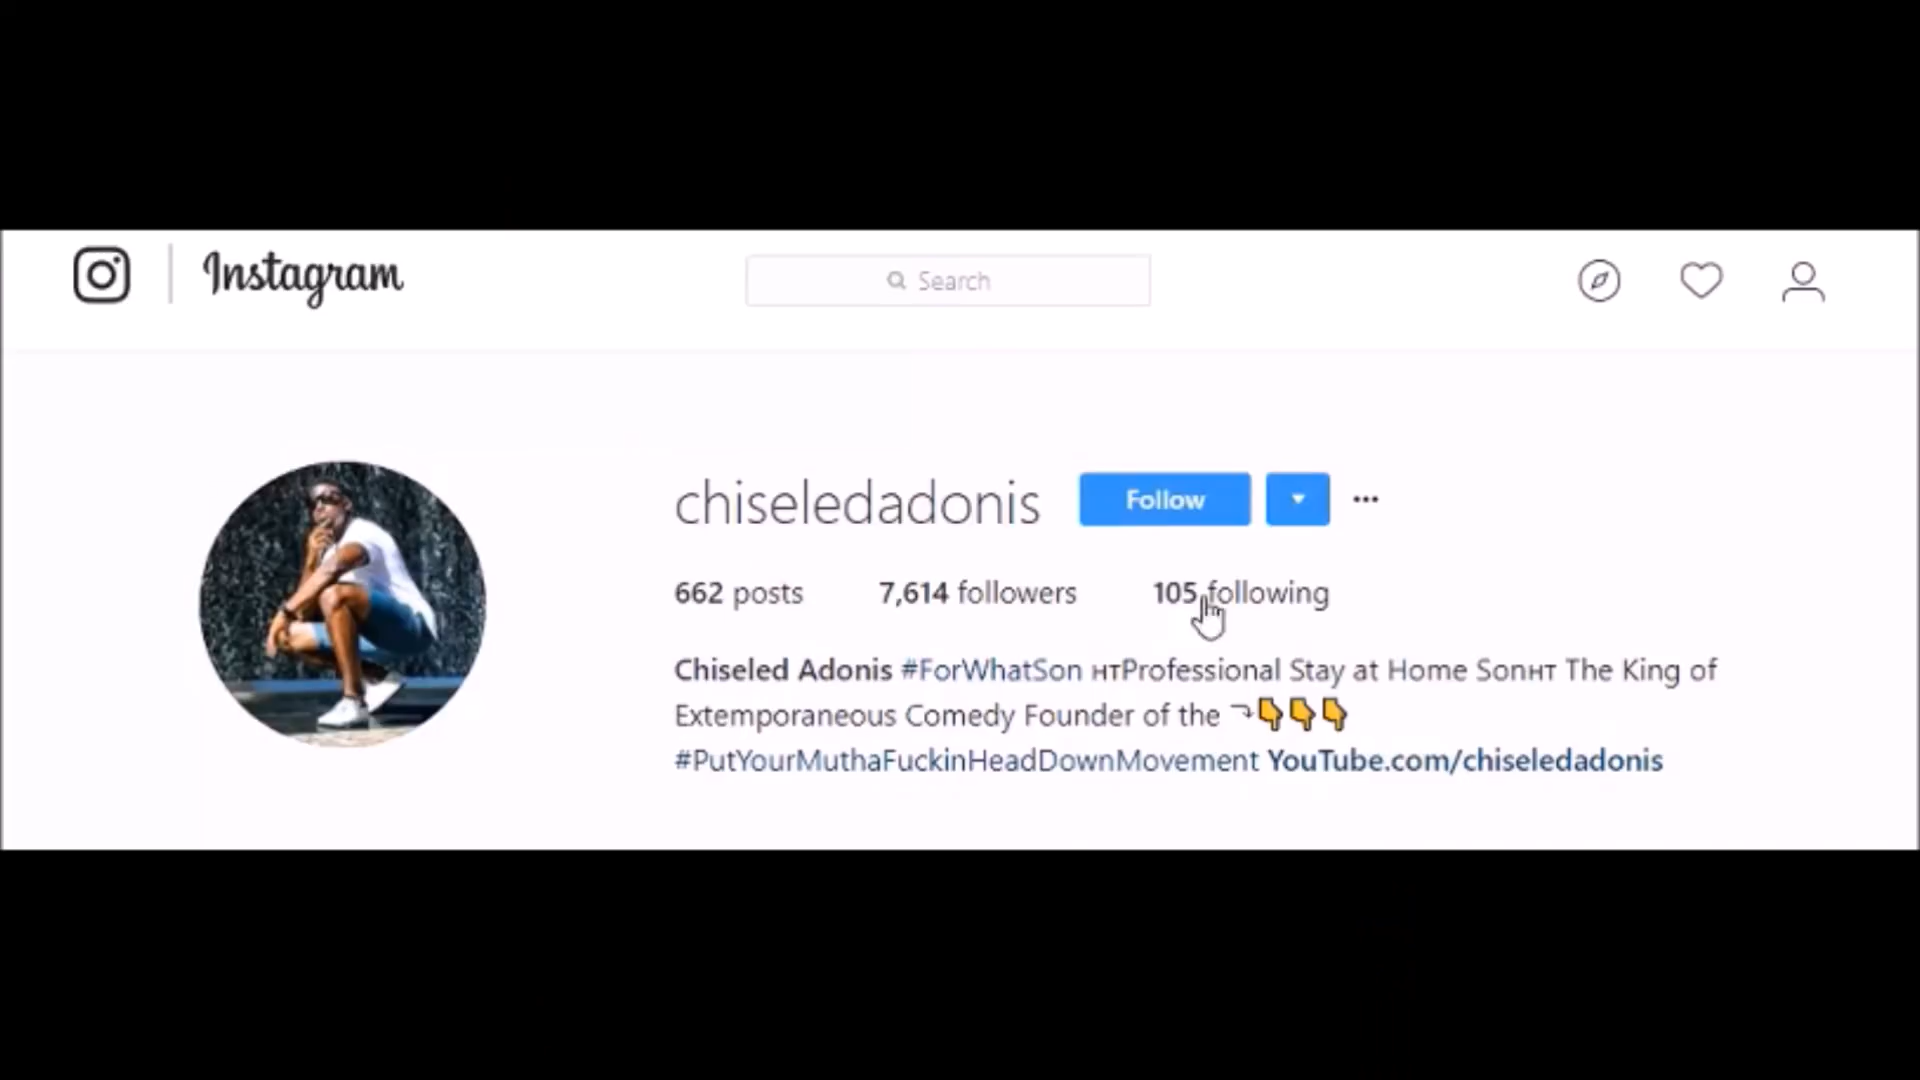 Instagram
Search
chiseledadonis Follow
662 posts 7,614 followers 105 following
Chiseled Adonis #ForWhatSon нтProfessional Stay at Home Sonнт The King of
Extemporaneous Comedy Founder of the ¬👇👇👇
#PutYourMuthaFuckinHeadDownMovement YouTube.com/chiseledadonis